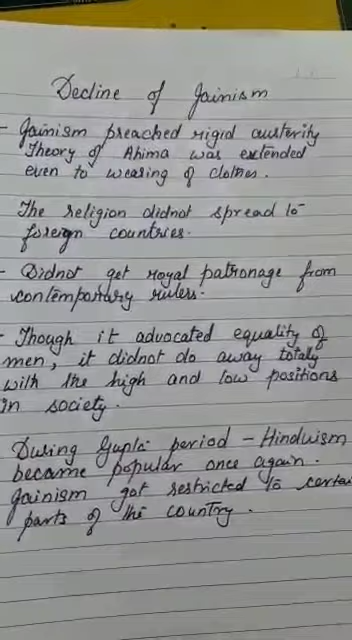 Decline of Jainism
- Jainism preached rigid austerity
Theory of Ahimsa was extended
even to wearing of clothes.
The religion didnot spread to
foreign countries.
- Didnot get royal patronage from
contemporary rulers.
- Though it advocated equality of
men, it didnot do away totaly
with the high and low positions
in society.
During Gupta period - Hinduism
became popular once again.
Jainism got restricted to certai
parts of the country.